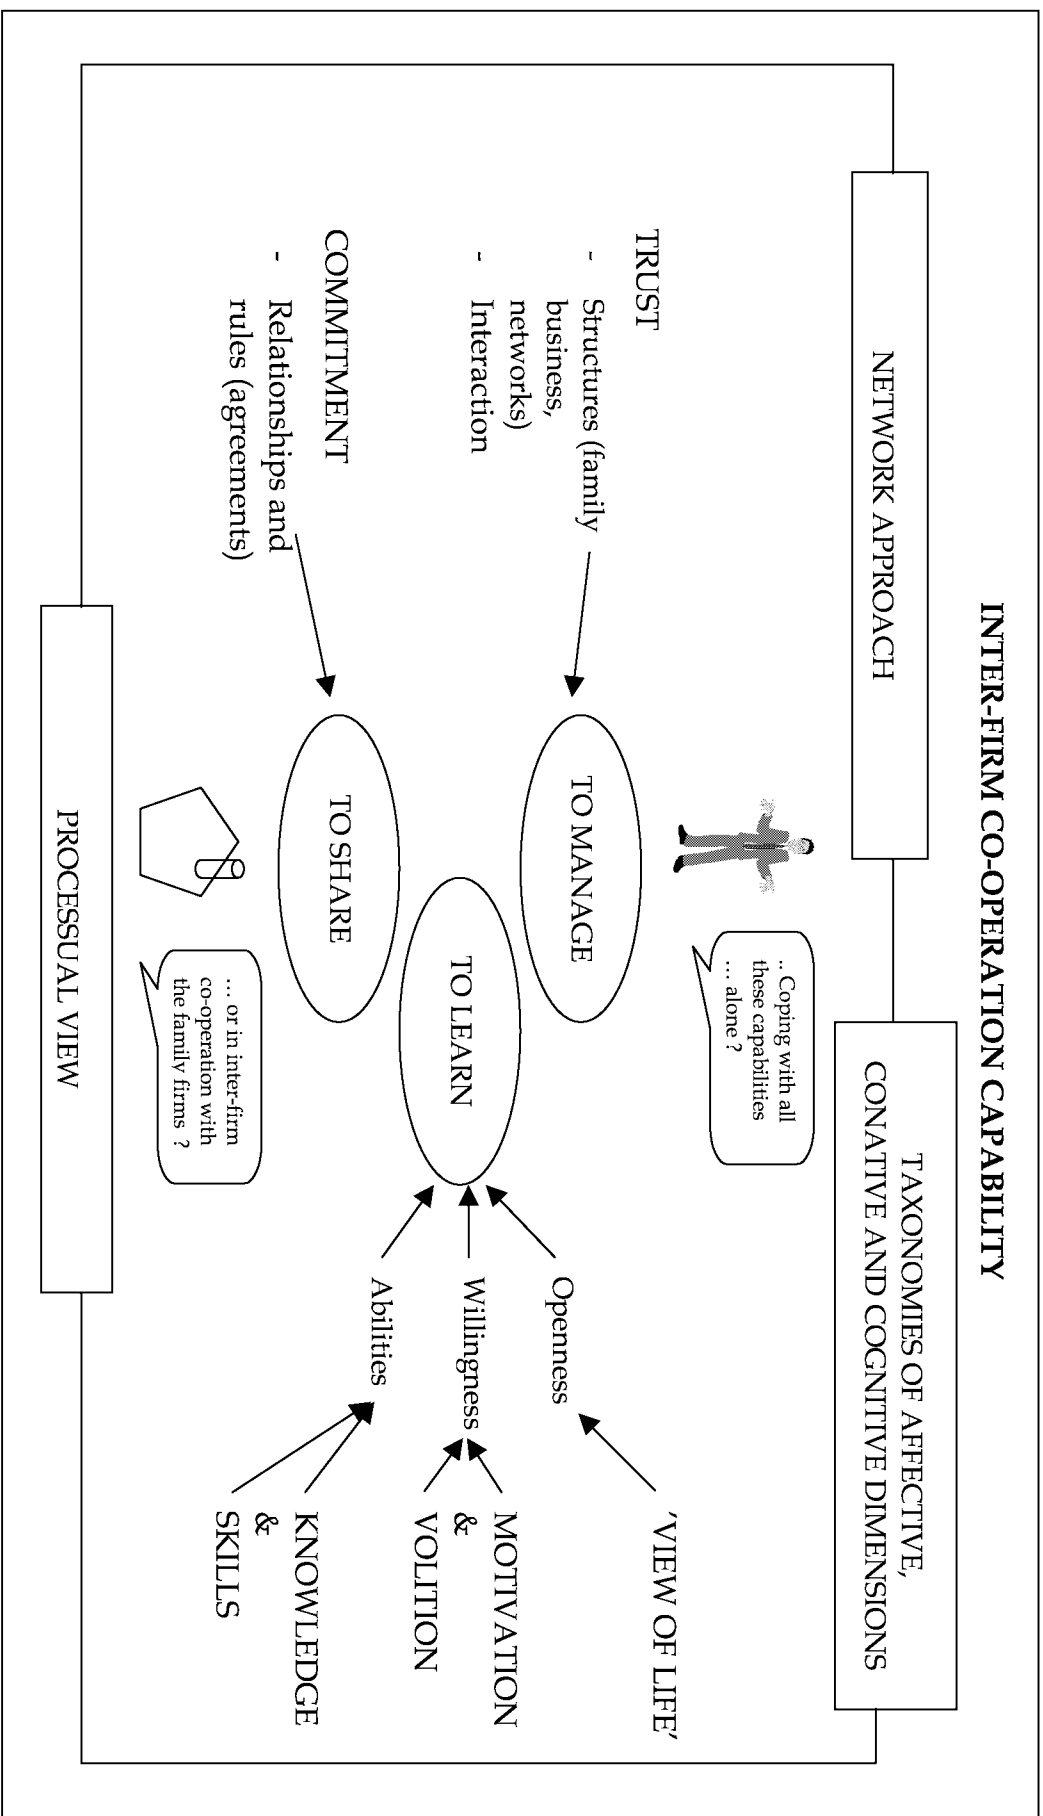 INTER-FIRM CO-OPERATION CAPABILITY
NETWORK APPROACH
TAXONOMIES OF AFFECTIVE,
CONATIVE AND COGNITIVE DIMENSIONS
.. Coping with all
these capabilities
... alone ?
TRUST
- Structures (family
business,
networks)
- Interaction
COMMITMENT
- Relationships and
rules (agreements)
TO MANAGE
TO LEARN
TO SHARE
Openness
Willingness
Abilities
'VIEW OF LIFE'
MOTIVATION
&
VOLITION
KNOWLEDGE
&
SKILLS
... or in inter-firm
co-operation with
the family firms ?
PROCESSUAL VIEW